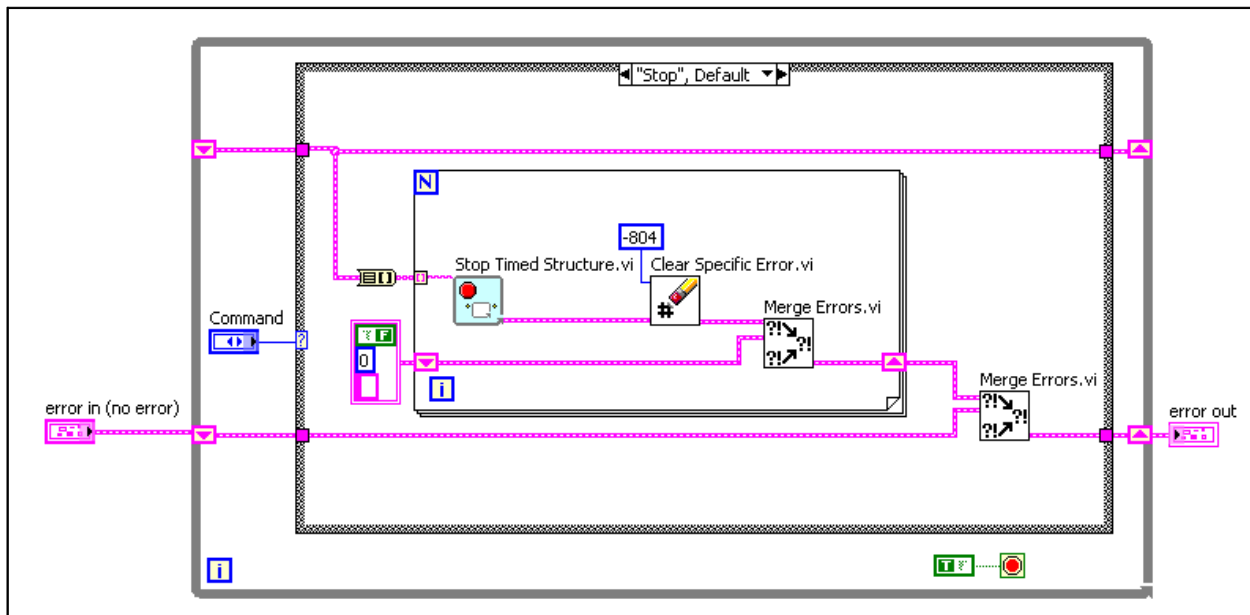 "Stop", Default
N
-804
Stop Timed Structure.vi
Clear Specific Error.vi
#
Merge Errors.vi
?!
?!
?!
Command
?
F
0
i
Merge Errors.vi
?!
?!
?!
error in (no error)
error out
i
T